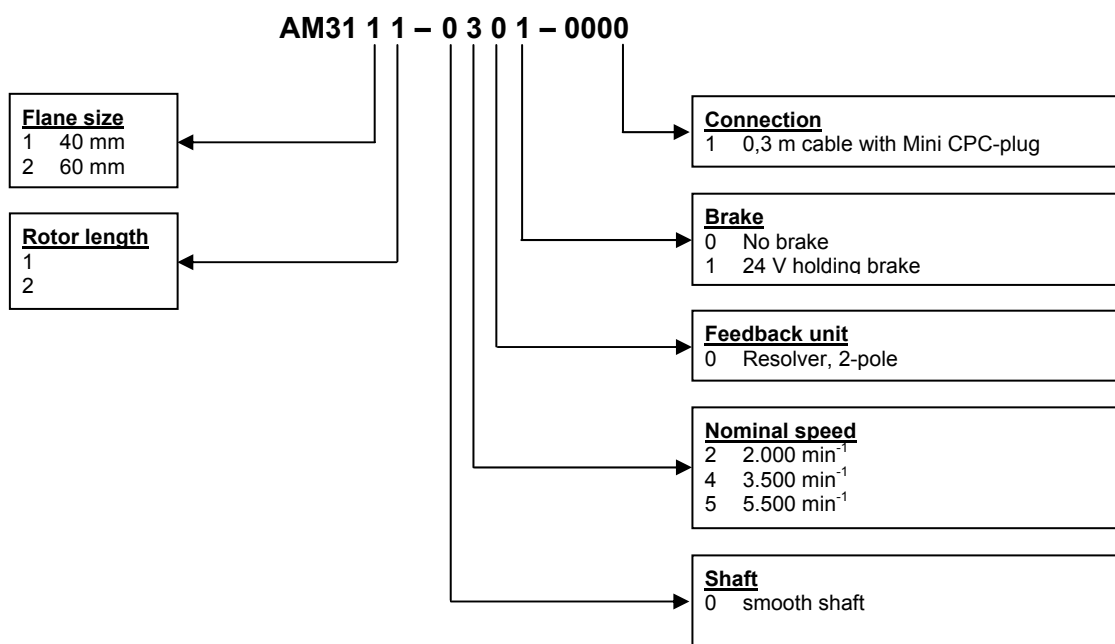 AM31 1 1 – 0 3 0 1 – 0000
Flane size
1 40 mm
2 60 mm
Rotor length
1
2
Connection
1 0,3 m cable with Mini CPC-plug
Brake
0 No brake
1 24 V holding brake
Feedback unit
0 Resolver, 2-pole
Nominal speed
2 2.000 min⁻¹
4 3.500 min⁻¹
5 5.500 min⁻¹
Shaft
0 smooth shaft